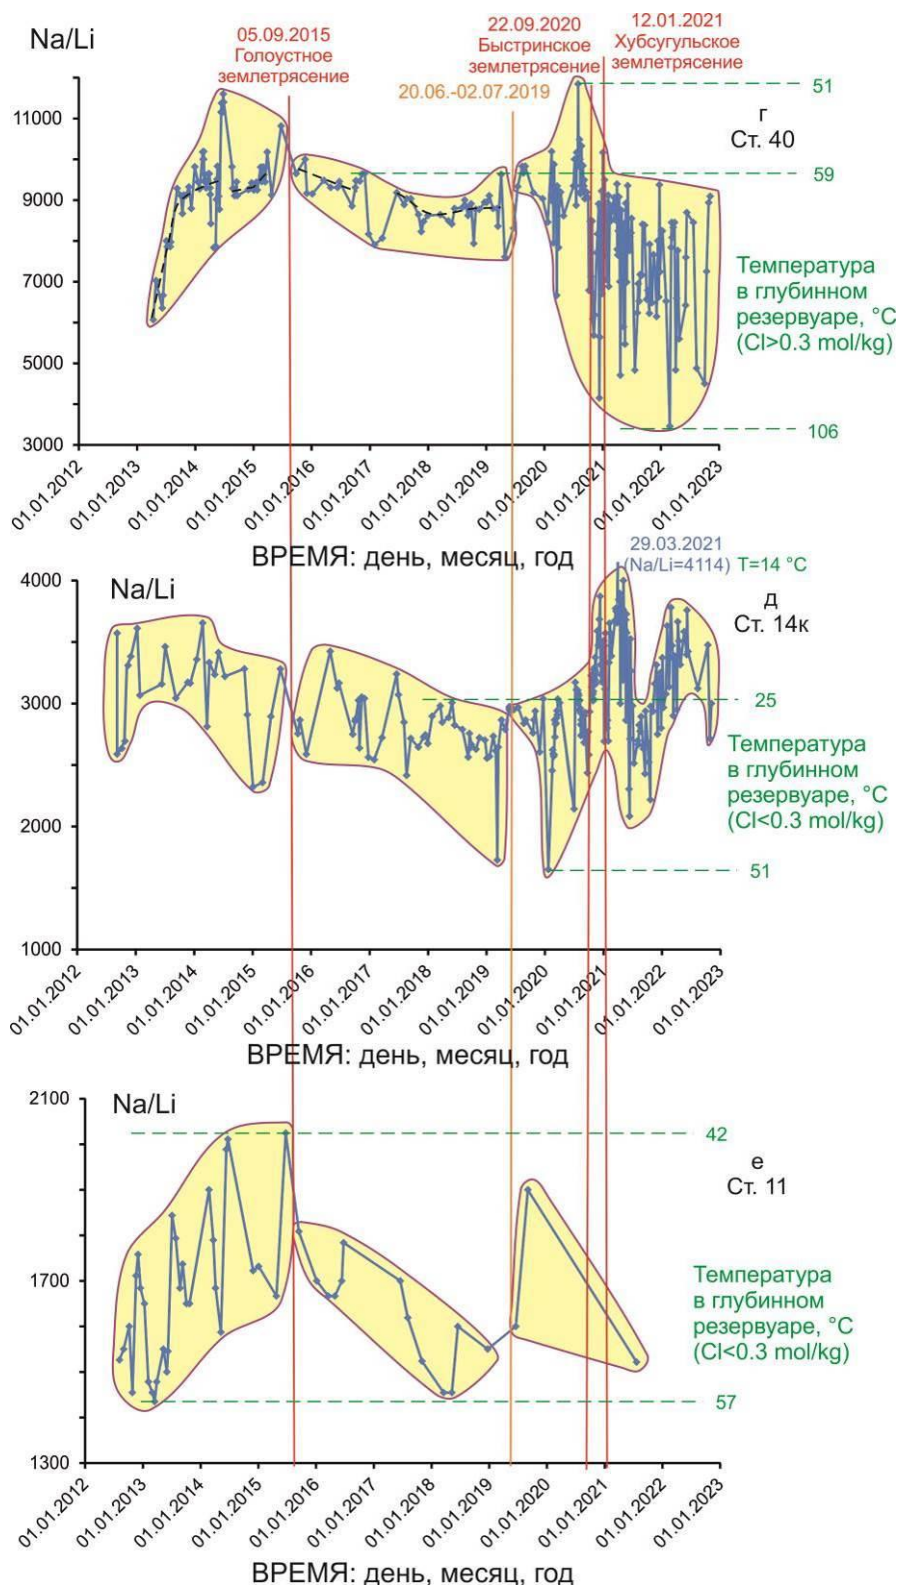 Na/Li
05.09.2015
Голоустное
землетрясение
22.09.2020
Быстринское
землетрясение
12.01.2021
Хубсугульское
землетрясение
20.06.-02.07.2019
51
г
Ст. 40
59
Температура
в глубинном
резервуаре, °C
(Cl>0.3 mol/kg)
106
11000
9000
7000
5000
3000
01.01.2012
01.01.2013
01.01.2014
01.01.2015
01.01.2016
01.01.2017
01.01.2018
01.01.2019
01.01.2020
01.01.2021
01.01.2022
01.01.2023
ВРЕМЯ: день, месяц, год
Na/Li
29.03.2021
(Na/Li=4114) T=14 °C
д
Ст. 14к
25
Температура
в глубинном
резервуаре, °C
(Cl<0.3 mol/kg)
51
4000
3000
2000
1000
01.01.2012
01.01.2013
01.01.2014
01.01.2015
01.01.2016
01.01.2017
01.01.2018
01.01.2019
01.01.2020
01.01.2021
01.01.2022
01.01.2023
ВРЕМЯ: день, месяц, год
Na/Li
42
е
Ст. 11
Температура
в глубинном
резервуаре, °C
(Cl<0.3 mol/kg)
57
2100
1700
1300
01.01.2012
01.01.2013
01.01.2014
01.01.2015
01.01.2016
01.01.2017
01.01.2018
01.01.2019
01.01.2020
01.01.2021
01.01.2022
01.01.2023
ВРЕМЯ: день, месяц, год